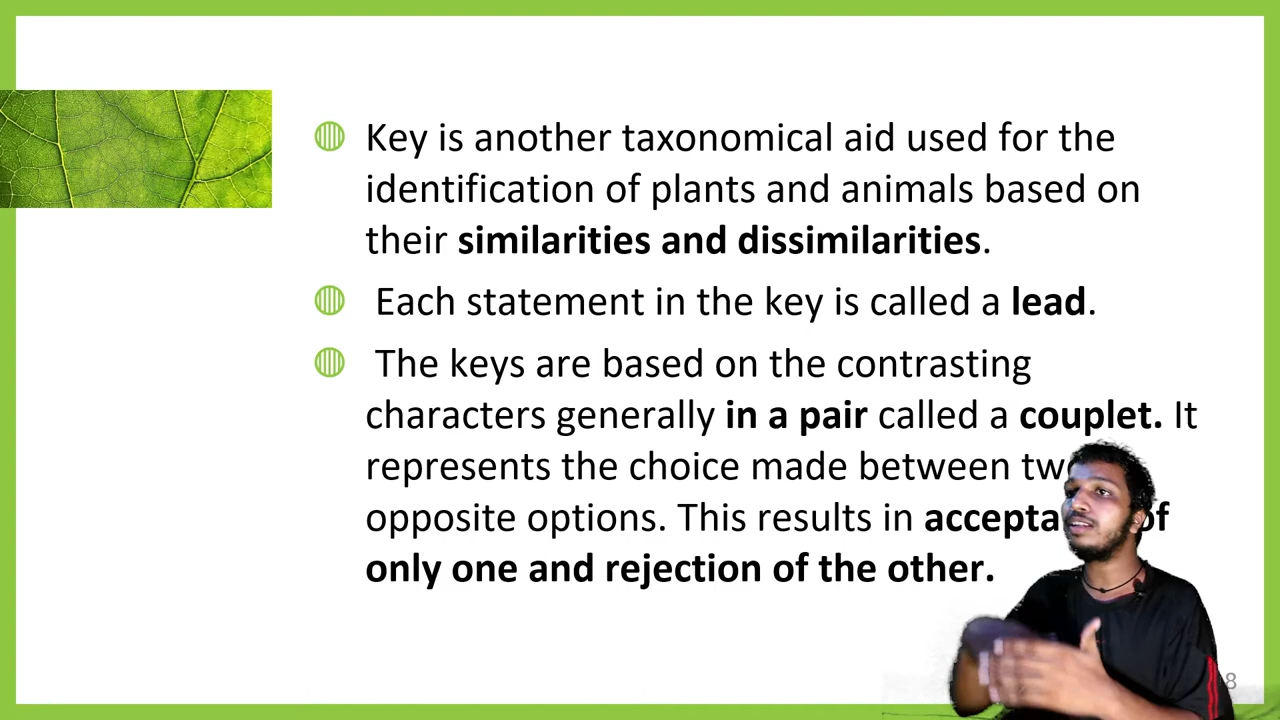 Key is another taxonomical aid used for the
identification of plants and animals based on
their similarities and dissimilarities.
Each statement in the key is called a lead.
The keys are based on the contrasting
characters generally in a pair called a couplet. It
represents the choice made between
opposite options. This results in of
only one and rejection of the other.
8